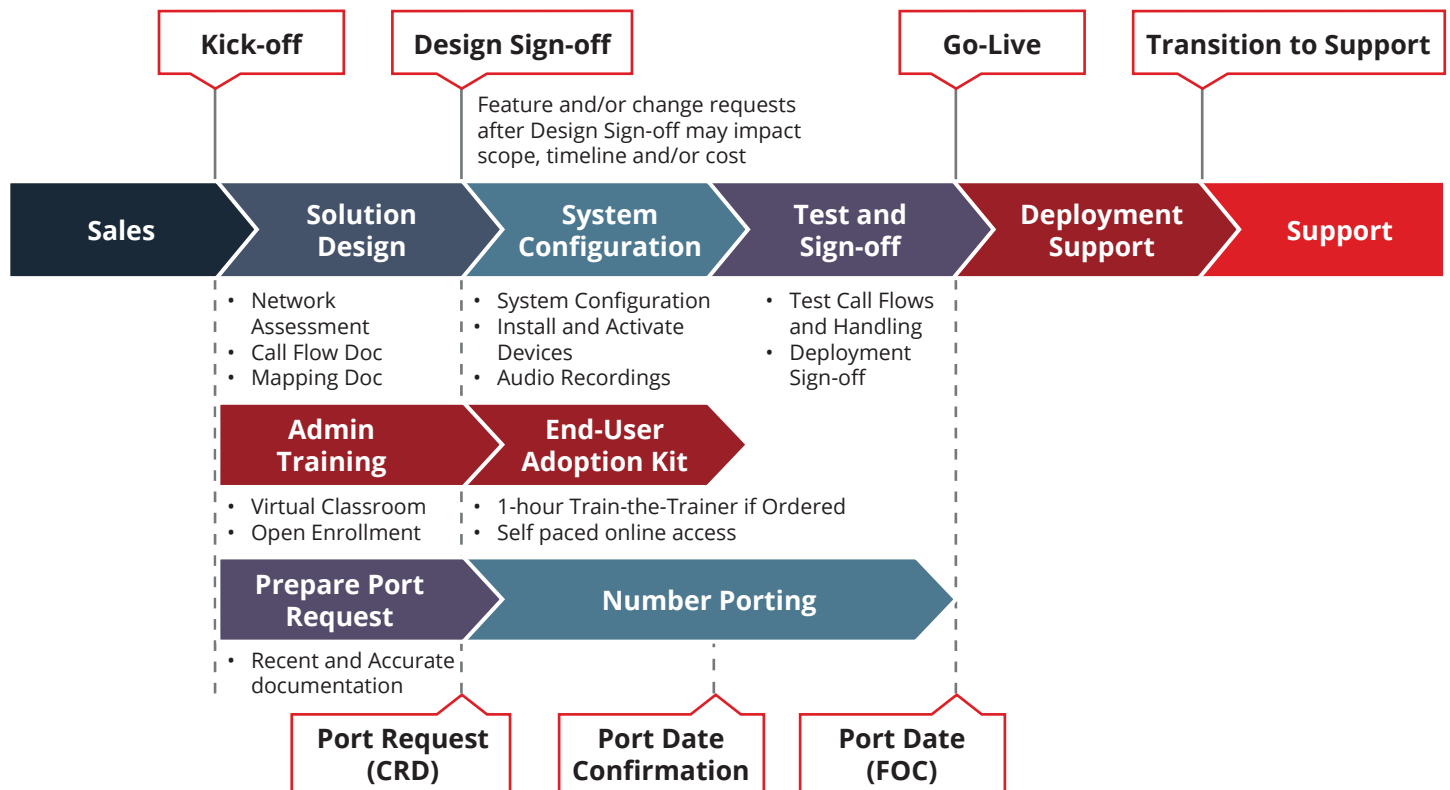 Kick-off
Design Sign-off
Go-Live
Transition to Support
Feature and/or change requests
after Design Sign-off may impact
scope, timeline and/or cost
Sales
Solution
Design
System
Configuration
Test and
Sign-off
Deployment
Support
Support
• Network
Assessment
• Call Flow Doc
• Mapping Doc
• System Configuration
• Install and Activate
Devices
• Audio Recordings
• Test Call Flows
and Handling
• Deployment
Sign-off
Admin
Training
End-User
Adoption Kit
• Virtual Classroom
• Open Enrollment
• 1-hour Train-the-Trainer if Ordered
• Self paced online access
Prepare Port
Request
Number Porting
• Recent and Accurate
documentation
Port Request
(CRD)
Port Date
Confirmation
Port Date
(FOC)